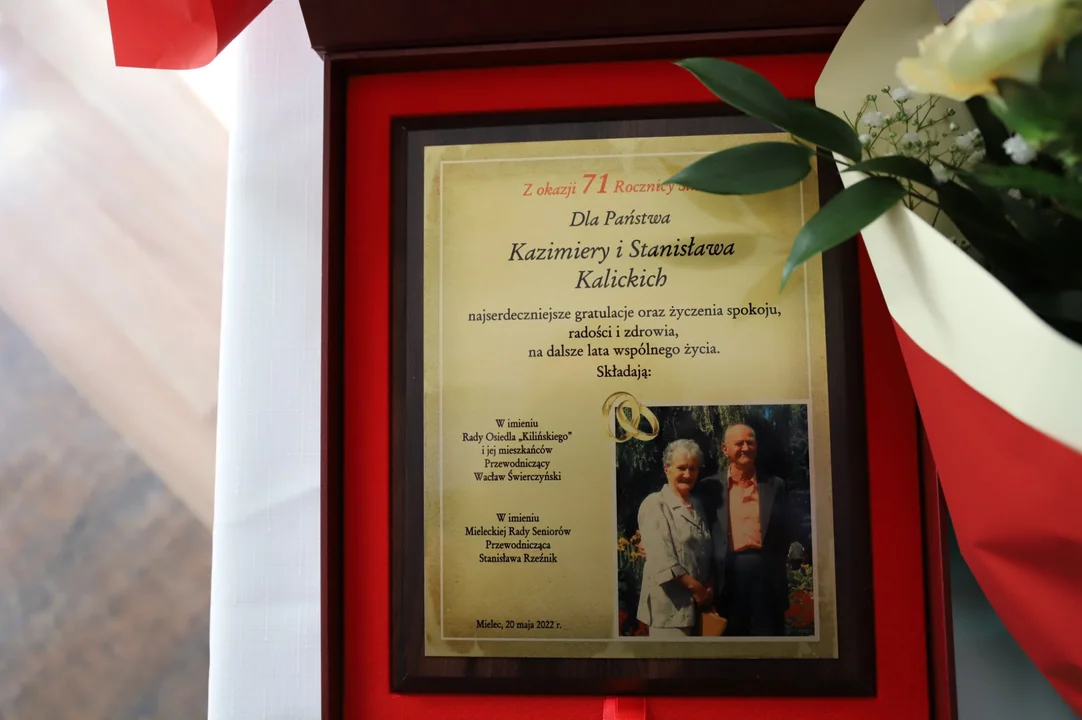 Z okazji 71 Rocznicy
Dla Państwa
Kazimiery i Stanisława
Kalickich
najserdeczniejsze gratulacje oraz życzenia spokoju,
radości i zdrowia,
na dalsze lata wspólnego życia.
Składają:
W imieniu
Rady Osiedla „Kilińskiego”
i jej mieszkańców
Przewodniczący
Wacław Świerczyński
W imieniu
Mieleckiej Rady Seniorów
Przewodnicząca
Stanisława Rzeźnik
Mielec, 20 maja 2022 r.